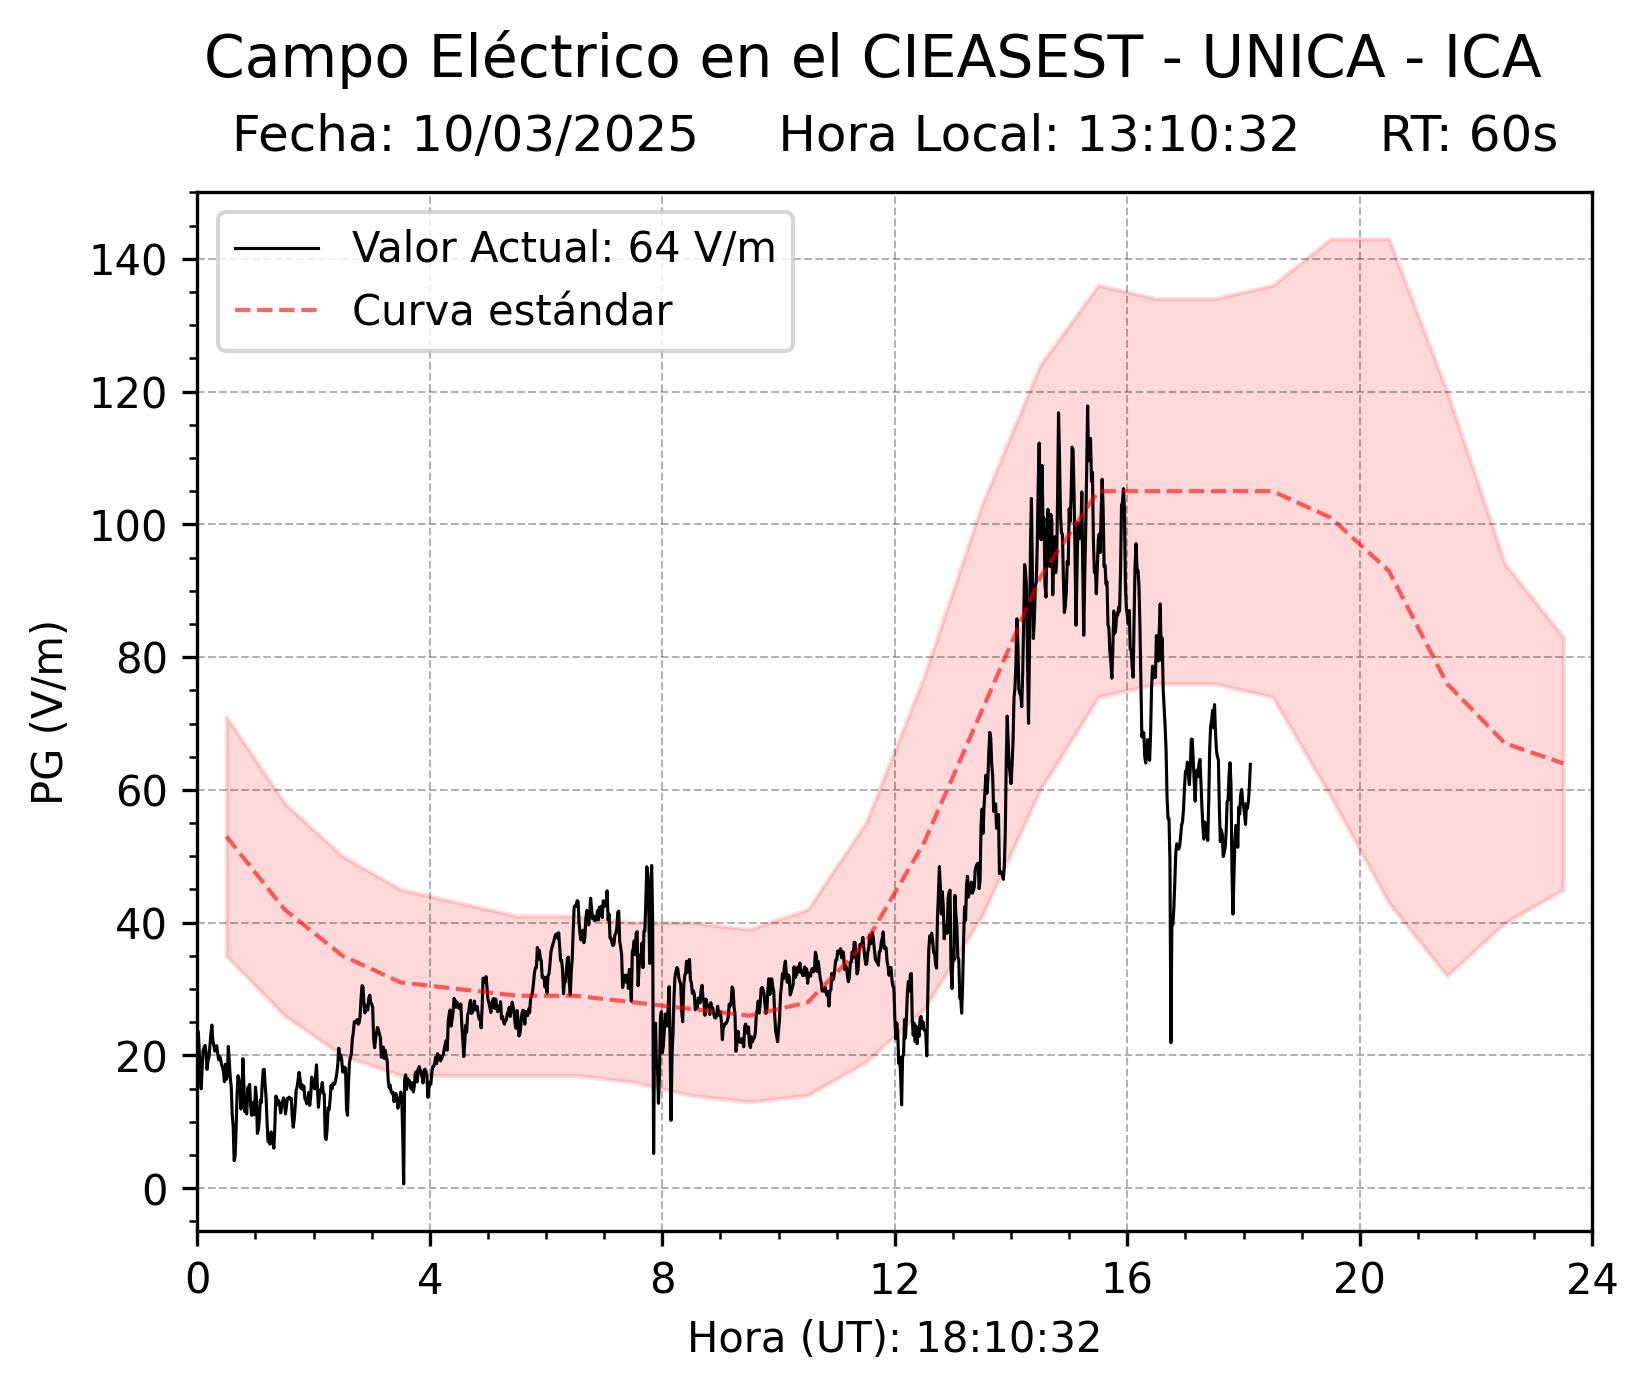 Campo Eléctrico en el CIEASEST - UNICA - ICA
Fecha: 10/03/2025 Hora Local: 13:10:32 RT: 60s
Valor Actual: 64 V/m
Curva estándar
140
120
100
80
60
40
20
0
PG (V/m)
0 4 8 12 16 20 24
Hora (UT): 18:10:32